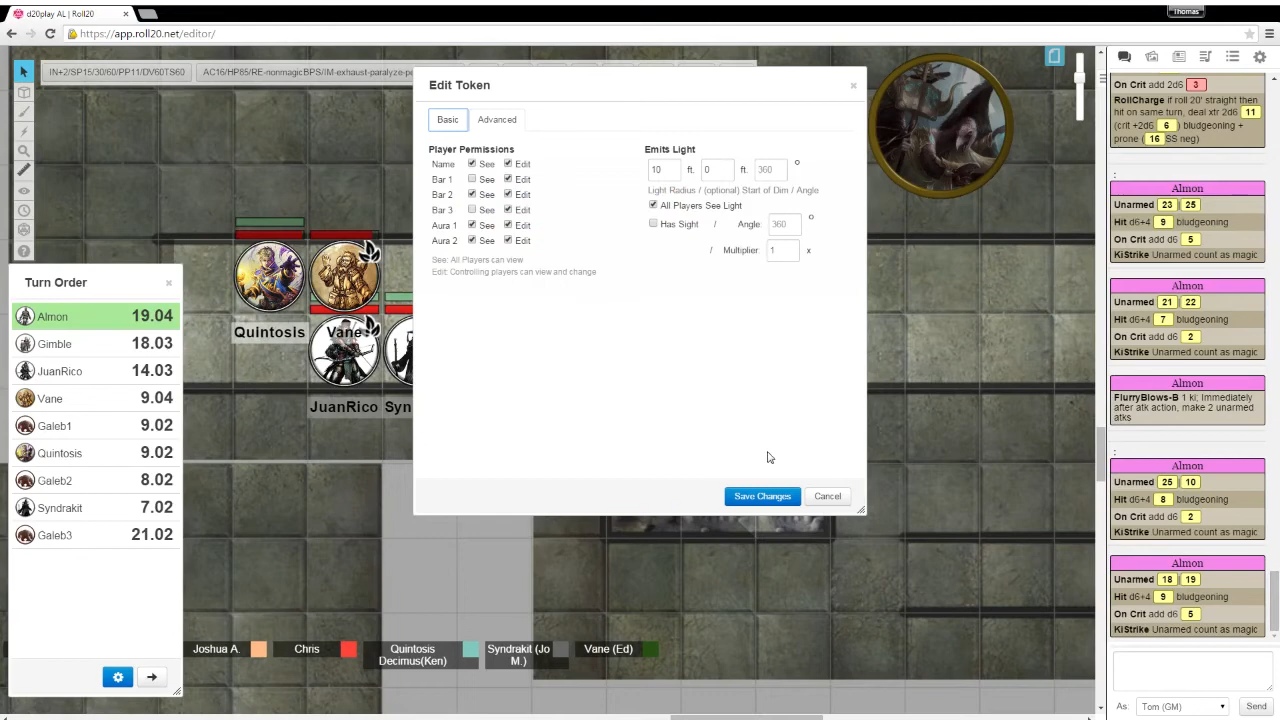 Thomas
d20play AL | Roll20
https://app.roll20.net/editor/
IN+2/SP15/30/60/PP11/DV60TS60
AC16/HP85/RE-nonmagicBPS/IM-exhaust-paralyze-pe
Edit Token
Basic
Advanced
Player Permissions
Name See Edit
Bar 1 See Edit
Bar 2 See Edit
Bar 3 See Edit
Aura 1 See Edit
Aura 2 See Edit
See: All Players can view
Edit: Controlling players can view and change
Emits Light
10 ft. 0 ft. 360 °
Light Radius / (optional) Start of Dim / Angle
All Players See Light
Has Sight / Angle: 360 °
/ Multiplier: 1 x
Save Changes
Cancel
Turn Order
Almon 19.04
Gimble 18.03
JuanRico 14.03
Vane 9.04
Galeb1 9.02
Quintosis 9.02
Galeb2 8.02
Syndrakit 7.02
Galeb3 21.02
Quintosis
Vane
JuanRico
Syn
Joshua A.
Chris
Quintosis
Decimus(Ken)
Syndrakit (Jo
M.)
Vane (Ed)
On Crit add 2d6 3
RollCharge if roll 20' straight then
hit on same turn, deal xtr 2d6 11
(crit +2d6 6 ) bludgeoning +
prone ( 16 SS neg)
:
Almon
Unarmed 23 25
Hit d6+4 9 bludgeoning
On Crit add d6 5
KiStrike Unarmed count as magic
Almon
Unarmed 21 22
Hit d6+4 7 bludgeoning
On Crit add d6 2
KiStrike Unarmed count as magic
Almon
FlurryBlows-B 1 ki; Immediately
after atk action, make 2 unarmed
atks
:
Almon
Unarmed 25 10
Hit d6+4 8 bludgeoning
On Crit add d6 2
KiStrike Unarmed count as magic
Almon
Unarmed 18 19
Hit d6+4 9 bludgeoning
On Crit add d6 5
KiStrike Unarmed count as magic
As: Tom (GM)
Send